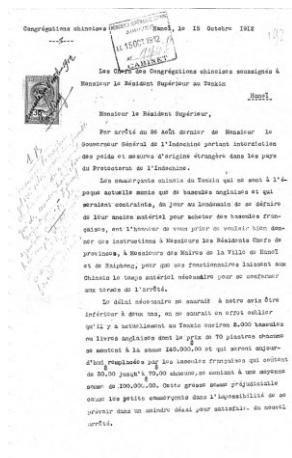 Congrégations chinoises
Hanoï, le 15 Octobre 1912
15 OCT 1912
CABINET
Les Chefs des Congrégations chinoises soussignés à
Monsieur le Résident Supérieur au Tonkin
Hanoï
Monsieur le Résident Supérieur,
Par arrêté du 26 Août dernier de Monsieur le
Gouverneur Général de l'Indochine portant interdiction
des poids et mesures d'origine étrangère dans les pays
du Protectorat de l'Indochine.
Les commerçants chinois du Tonkin qui ne sont à l'é-
poque actuelle munis que de bascules anglaises et qui
seraient contraints, du jour au lendemain de se défaire
de leur ancien matériel pour acheter des bascules fran-
çaises, ont l'honneur de vous prier de vouloir bien don-
ner des instructions à Messieurs les Résidents Chefs de
provinces, à Messieurs les Maires de la Ville de Hanoï
et de Haiphong, pour que ces fonctionnaires laissent aux
Chinois le temps matériel nécessaire pour se conformer
aux termes de l'arrêté.
Le délai nécessaire ne saurait à notre avis être
inférieur à deux ans, on ne saurait en effet oublier
qu'il y a actuellement au Tonkin environ 2.000 bascules
ou livres anglaises dont le prix de 70 piastres chacune
se montent à la somme 140.000,00 et qui seront aujour-
d'hui remplacées par les bascules françaises qui coûtent
de 30,00 jusqu'à 70,00 chacune, se montant à une moyenne
somme de 100.000,00. Cette grosse somme préjudicielle
cause les petits commerçants dans l'impossibilité de se
prévoir dans un moindre délai pour satisfaire du nouvel
arrêté.